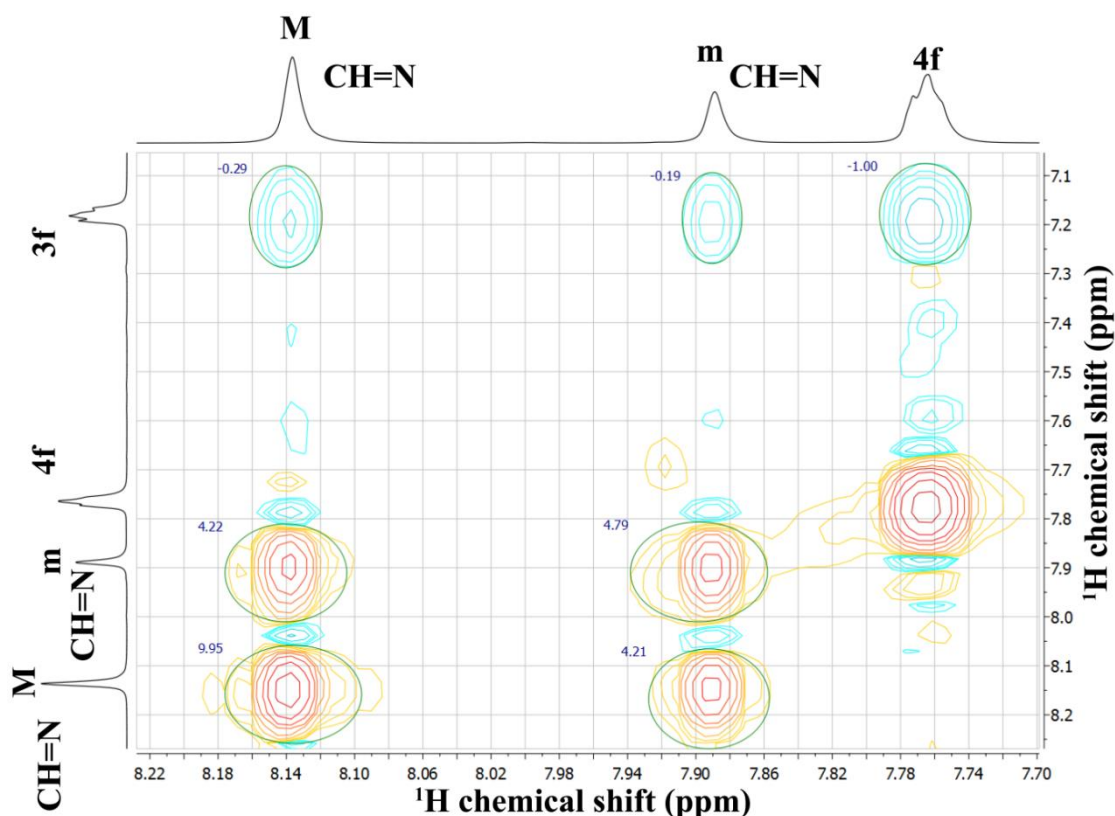 M
CH=N
m
CH=N
4f
-0.29
-0.19
-1.00
7.1
7.2
7.3
7.4
7.5
7.6
7.7
7.8
7.9
8.0
8.1
8.2
3f
4f
m
CH=N
M
CH=N
4.22
4.79
9.95
4.21
¹H chemical shift (ppm)
8.22 8.18 8.14 8.10 8.06 8.02 7.98 7.94 7.90 7.86 7.82 7.78 7.74 7.70
¹H chemical shift (ppm)